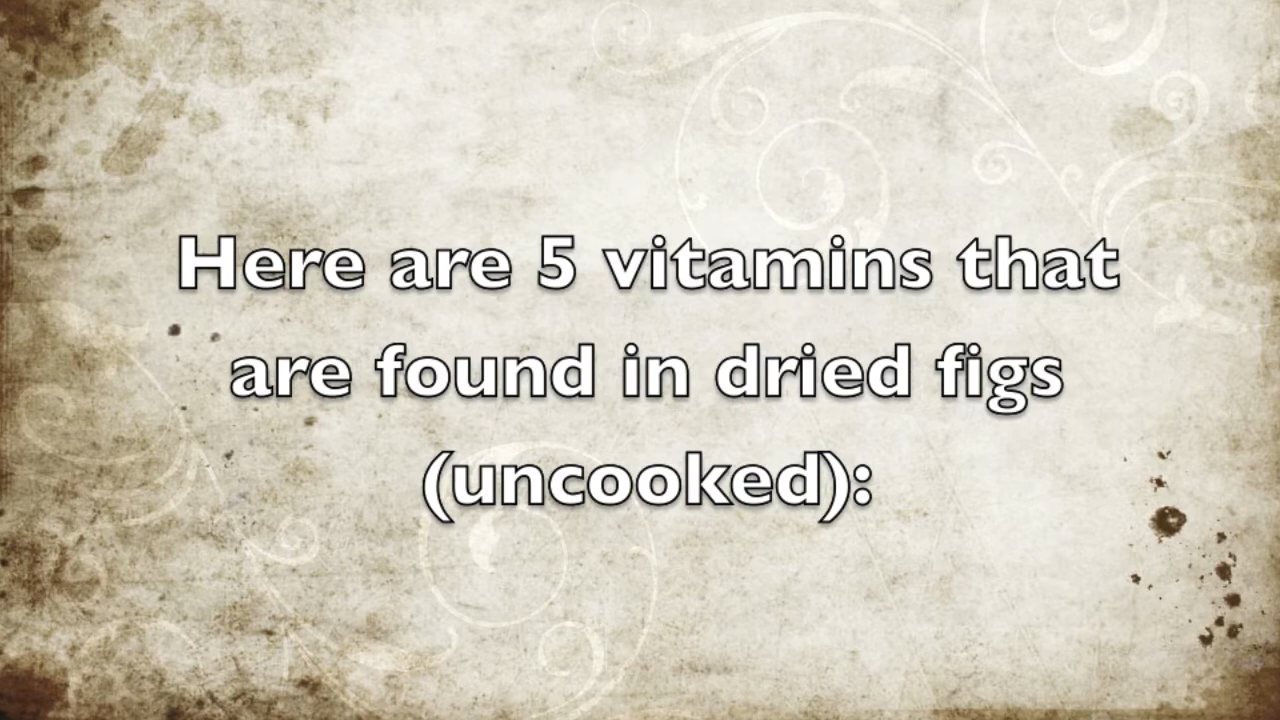 Here are 5 vitamins that
are found in dried figs
(uncooked):